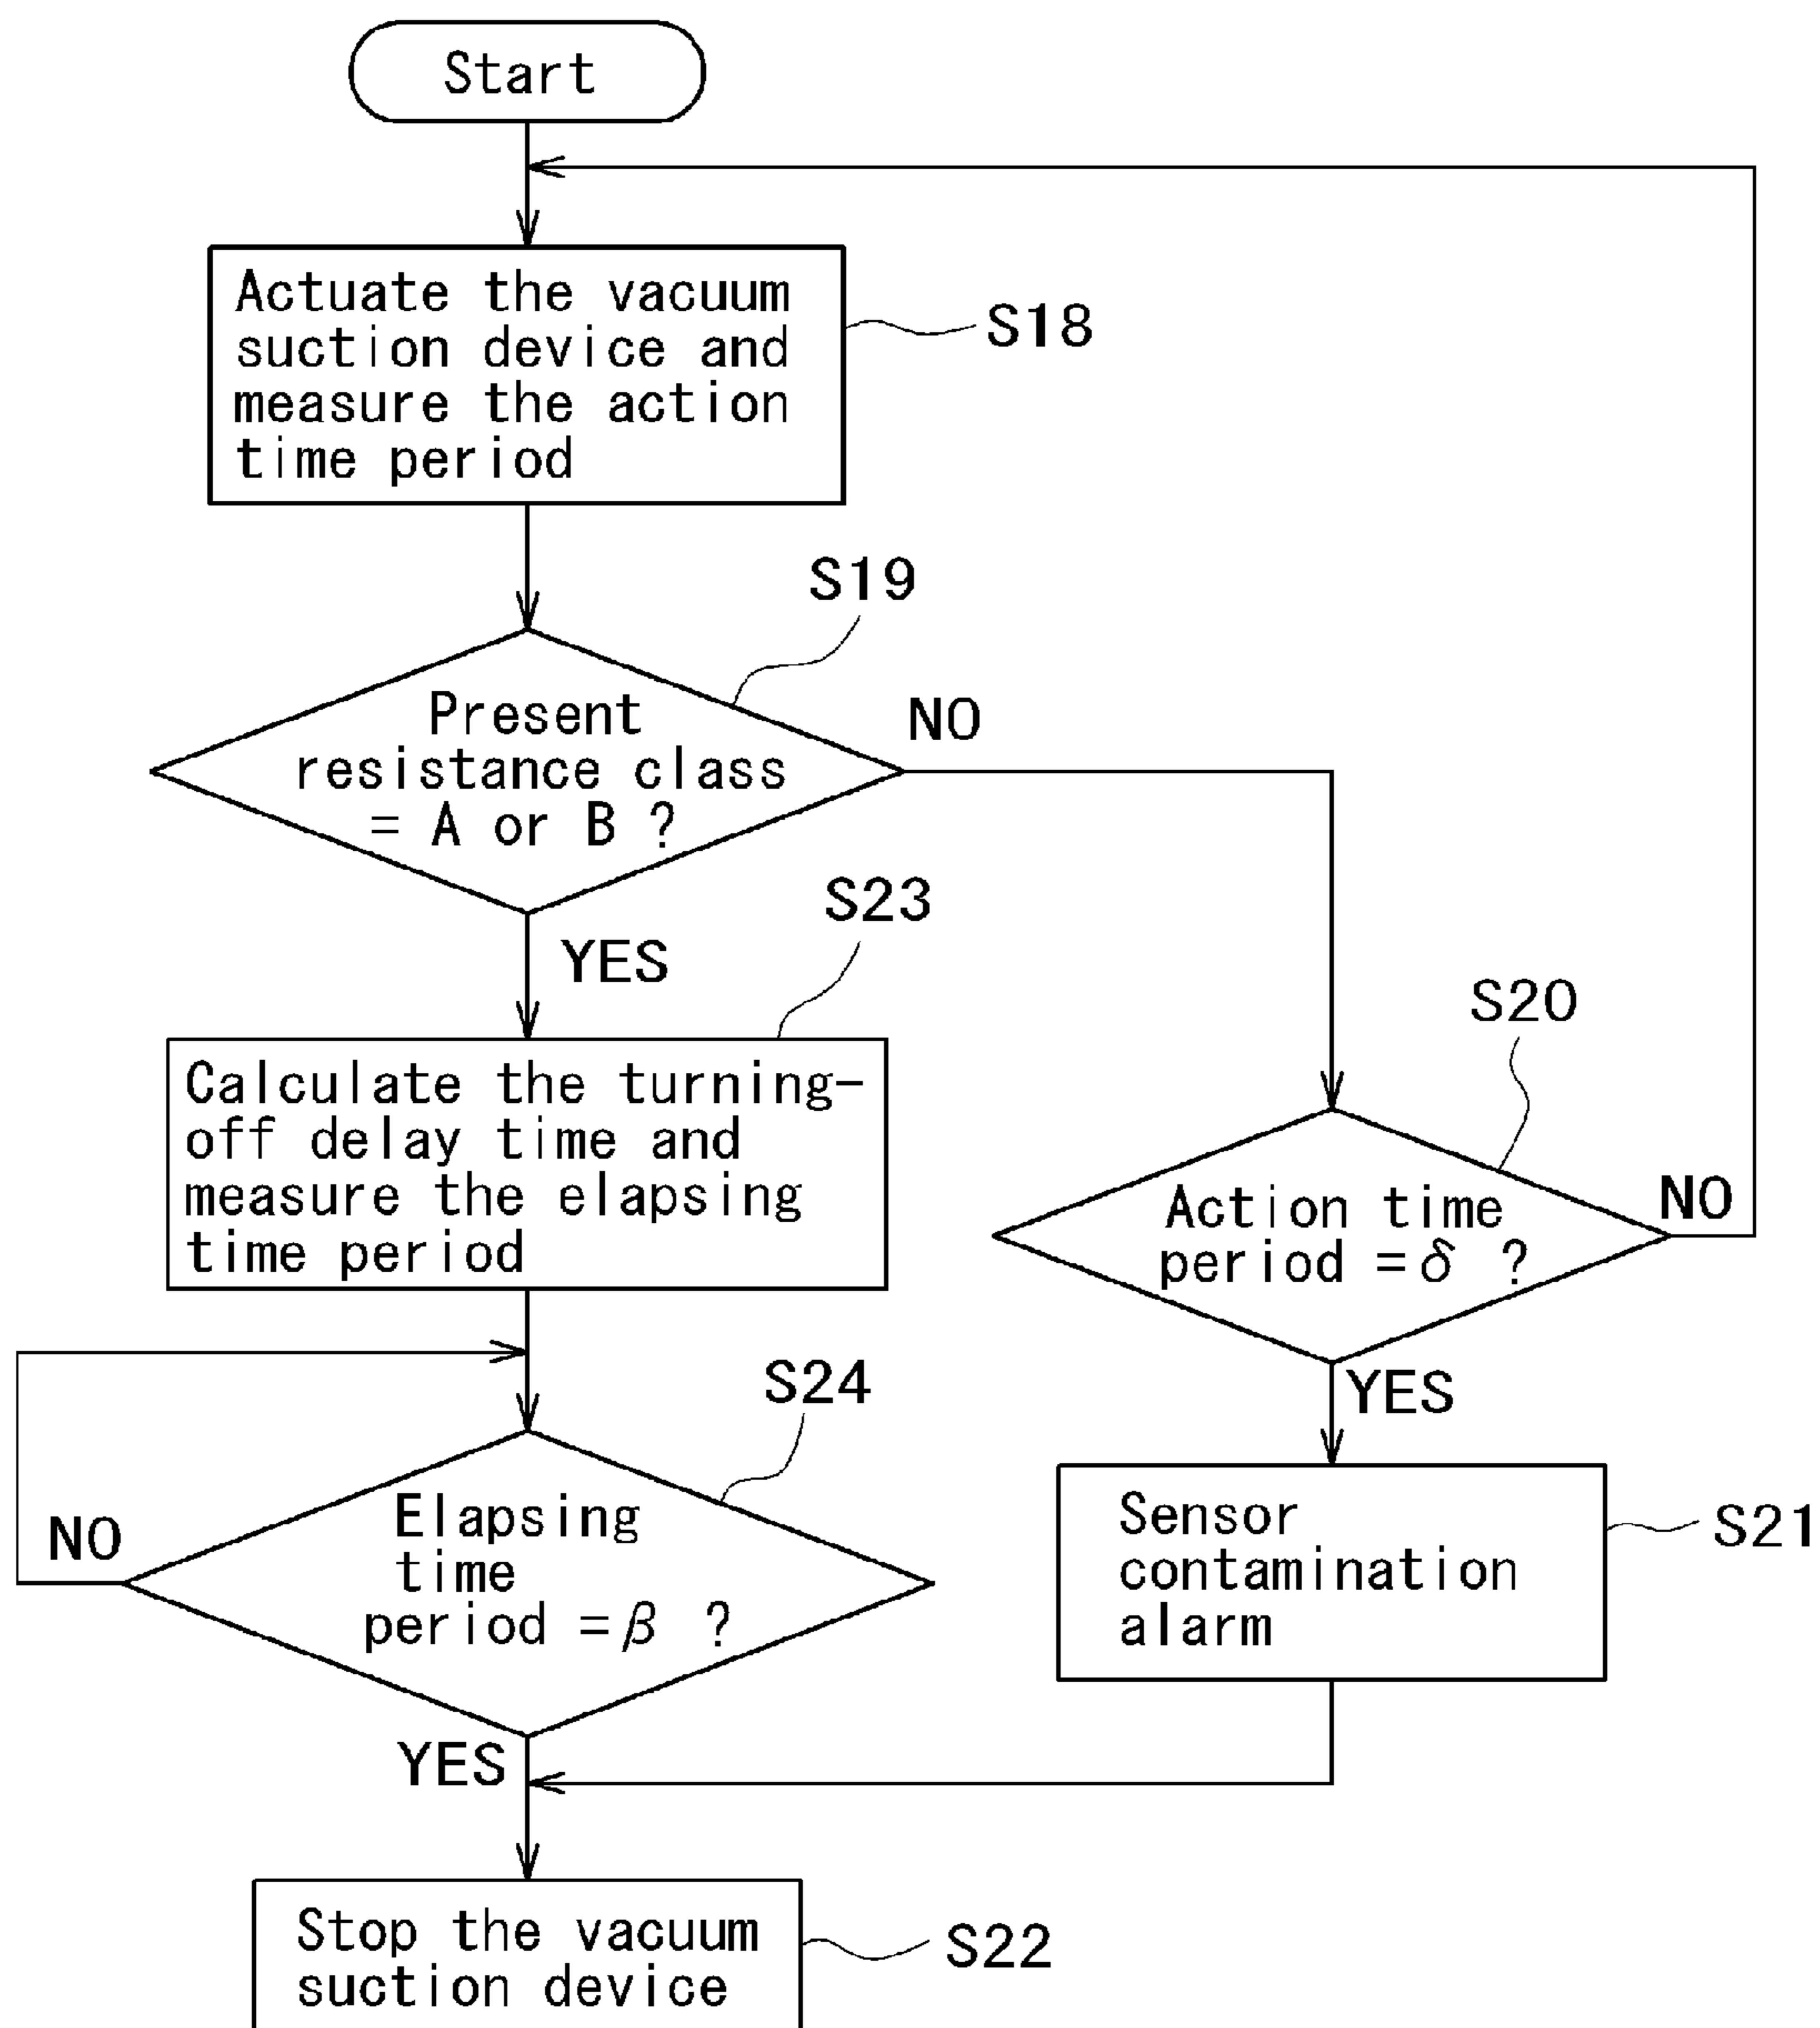 Start
Actuate the vacuum
suction device and
measure the action
time period
S18
S19
Present
resistance class
= A or B ?
NO
YES
S23
Calculate the turning-
off delay time and
measure the elapsing
time period
S20
Action time
period =δ ?
NO
YES
S24
Elapsing
time
period =β ?
NO
YES
Sensor
contamination
alarm
S21
Stop the vacuum
suction device
S22